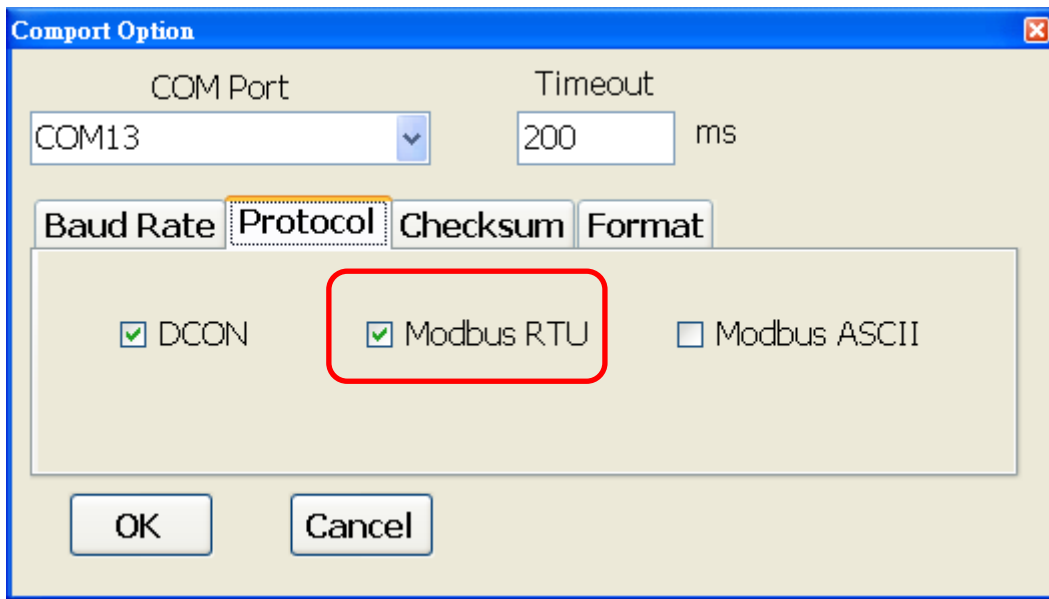 Comport Option
COM Port Timeout
COM13 200 ms
Baud Rate Protocol Checksum Format
DCON Modbus RTU Modbus ASCII
OK Cancel